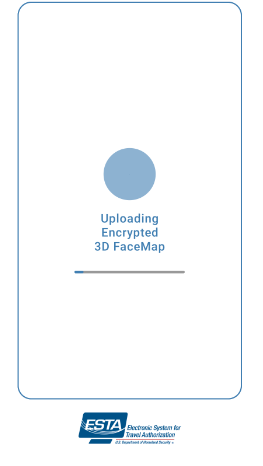 Uploading
Encrypted
3D FaceMap
ESTA
Electronic System for
Travel Authorization
U.S. Department of Homeland Security